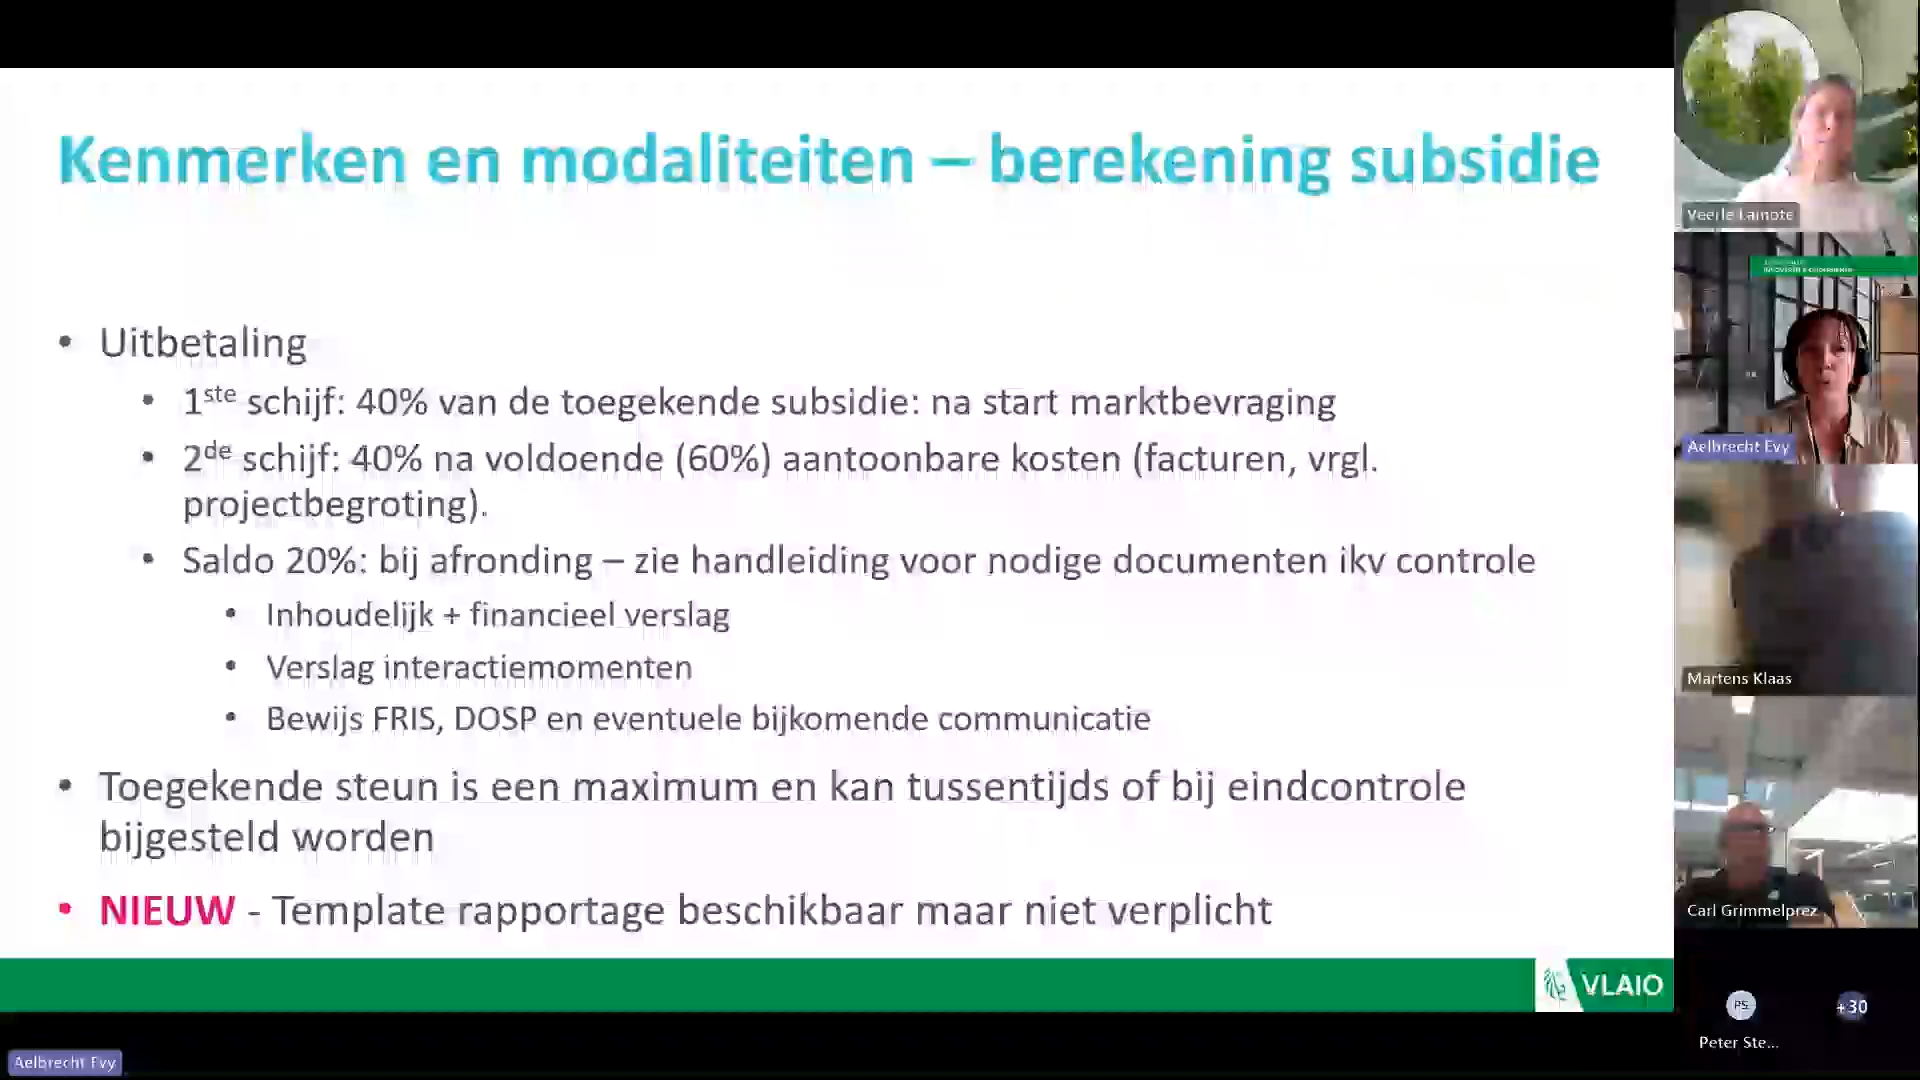 Kenmerken en modaliteiten – berekening subsidie
• Uitbetaling
• 1ste schijf: 40% van de toegekende subsidie: na start marktbevraging
• 2de schijf: 40% na voldoende (60%) aantoonbare kosten (facturen, vrgl.
projectbegroting).
• Saldo 20%: bij afronding – zie handleiding voor nodige documenten ikv controle
• Inhoudelijk + financieel verslag
• Verslag interactiemomenten
• Bewijs FRIS, DOSP en eventuele bijkomende communicatie
• Toegekende steun is een maximum en kan tussentijds of bij eindcontrole
bijgesteld worden
• NIEUW - Template rapportage beschikbaar maar niet verplicht
VLAIO
Aelbrecht Evy
Veerle Lamote
Aelbrecht Evy
Martens Klaas
Carl Grimmelprez
PS
+30
Peter Ste...